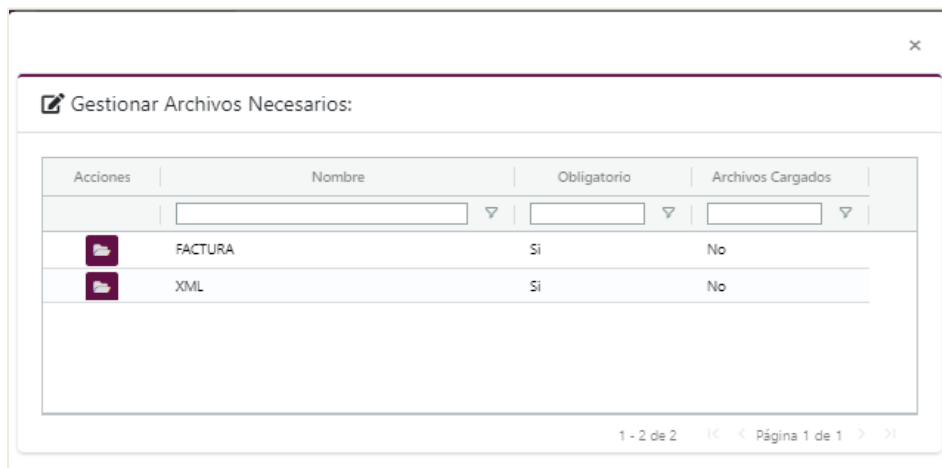 ×
Gestionar Archivos Necesarios:
Acciones Nombre Obligatorio Archivos Cargados
FACTURA Si No
XML Si No
1 - 2 de 2 Página 1 de 1